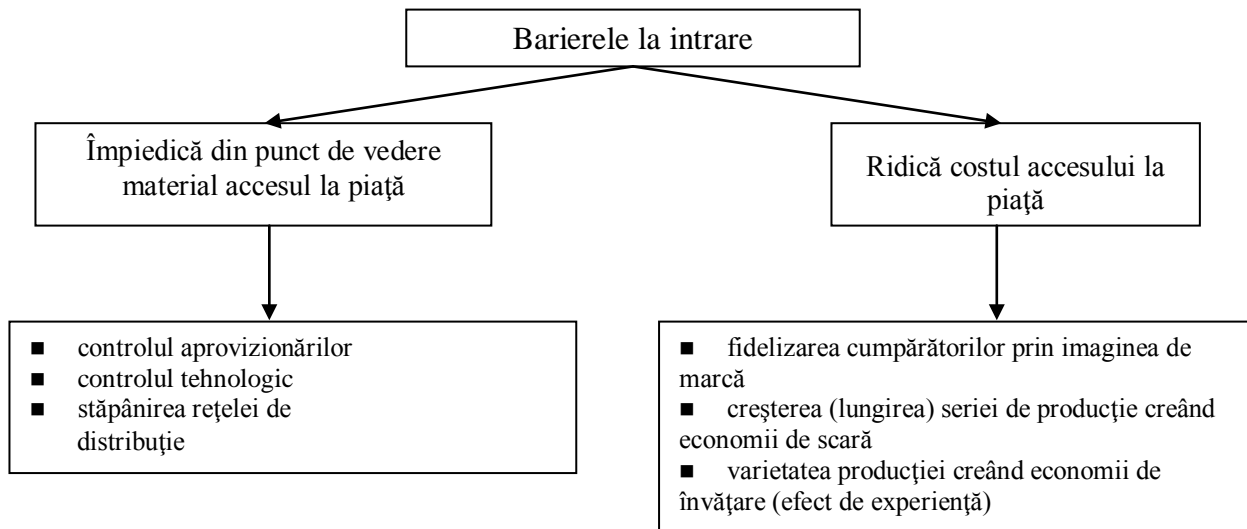 Barierele la intrare
Împiedică din punct de vedere
material accesul la piaţă
Ridică costul accesului la
piaţă
■ controlul aprovizionărilor
■ controlul tehnologic
■ stăpânirea reţelei de
distribuţie
■ fidelizarea cumpărătorilor prin imaginea de
marcă
■ creşterea (lungirea) seriei de producţie creând
economii de scară
■ varietatea producţiei creând economii de
învăţare (efect de experienţă)